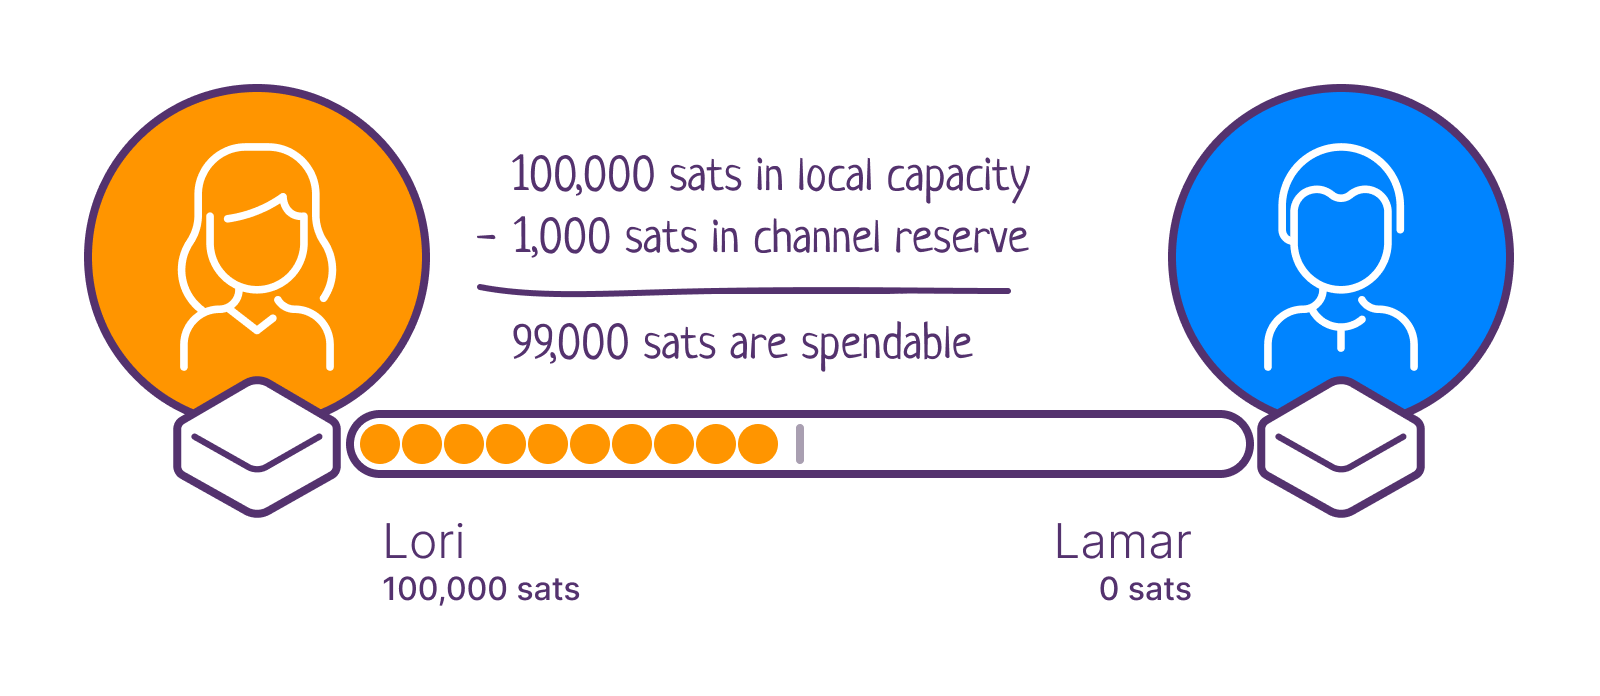 100,000 sats in local capacity
- 1,000 sats in channel reserve
99,000 sats are spendable
Lori
100,000 sats
Lamar
0 sats